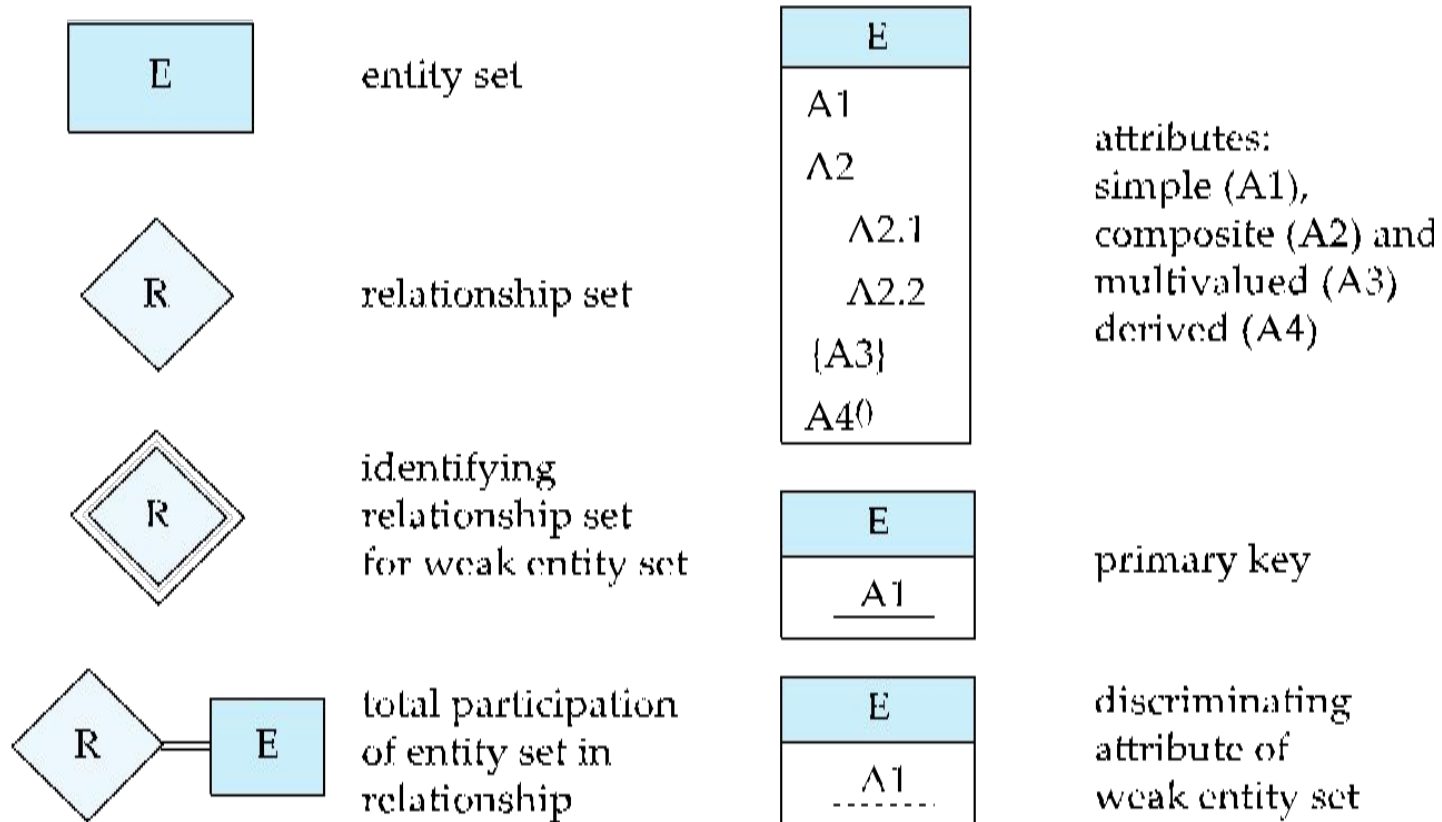 E
entity set
R
relationship set
R
identifying
relationship set
for weak entity set
R
E
total participation
of entity set in
relationship
E
A1
A2
A2.1
A2.2
{A3}
A4()
attributes:
simple (A1),
composite (A2) and
multivalued (A3)
derived (A4)
E
A1
primary key
E
A1
discriminating
attribute of
weak entity set